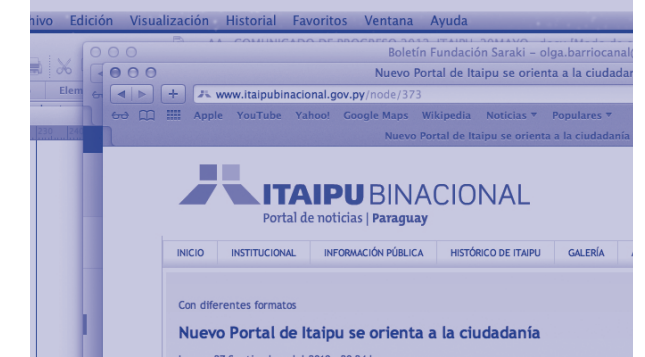 Edición Visualización Historial Favoritos Ventana Ayuda
Boletín Fundación Saraki – olga.barriocanal
Nuevo Portal de Itaipu se orienta a la ciudadan
Elem
www.itaipubinacional.gov.py/node/373
Apple YouTube Yahoo! Google Maps Wikipedia Noticias Populares
Nuevo Portal de Itaipu se orienta a la ciudadanía
ITAIPU BINACIONAL
Portal de noticias | Paraguay
INICIO INSTITUCIONAL INFORMACIÓN PÚBLICA HISTÓRICO DE ITAIPU GALERÍA
Con diferentes formatos
Nuevo Portal de Itaipu se orienta a la ciudadanía